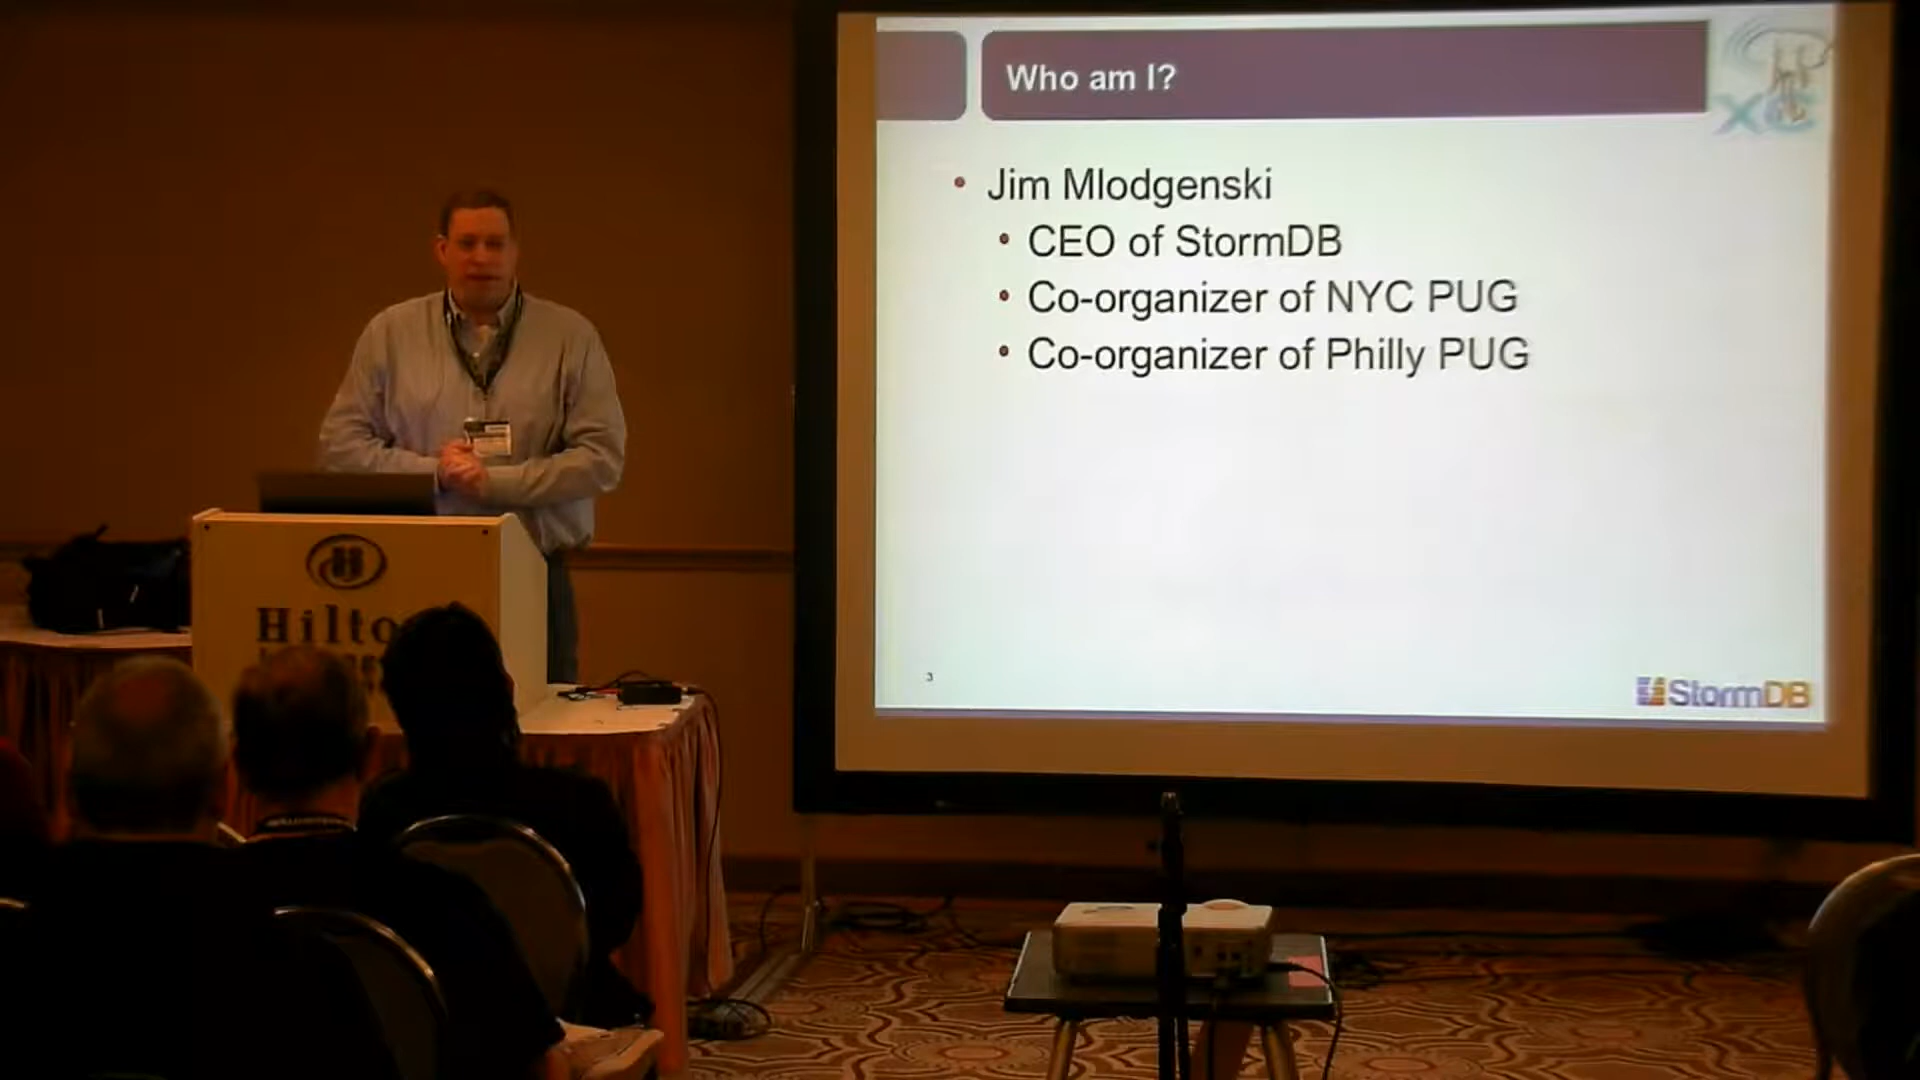 Who am I?
XC
• Jim Mlodgenski
• CEO of StormDB
• Co-organizer of NYC PUG
• Co-organizer of Philly PUG
3
StormDB
Hilto